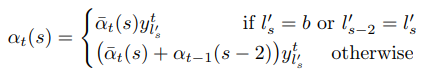 α_t(s) = { ᾱ_t(s)y^t_{l′_s} if l′_s = b or l′_{s−2} = l′_s
(ᾱ_t(s) + α_{t−1}(s − 2))y^t_{l′_s} otherwise